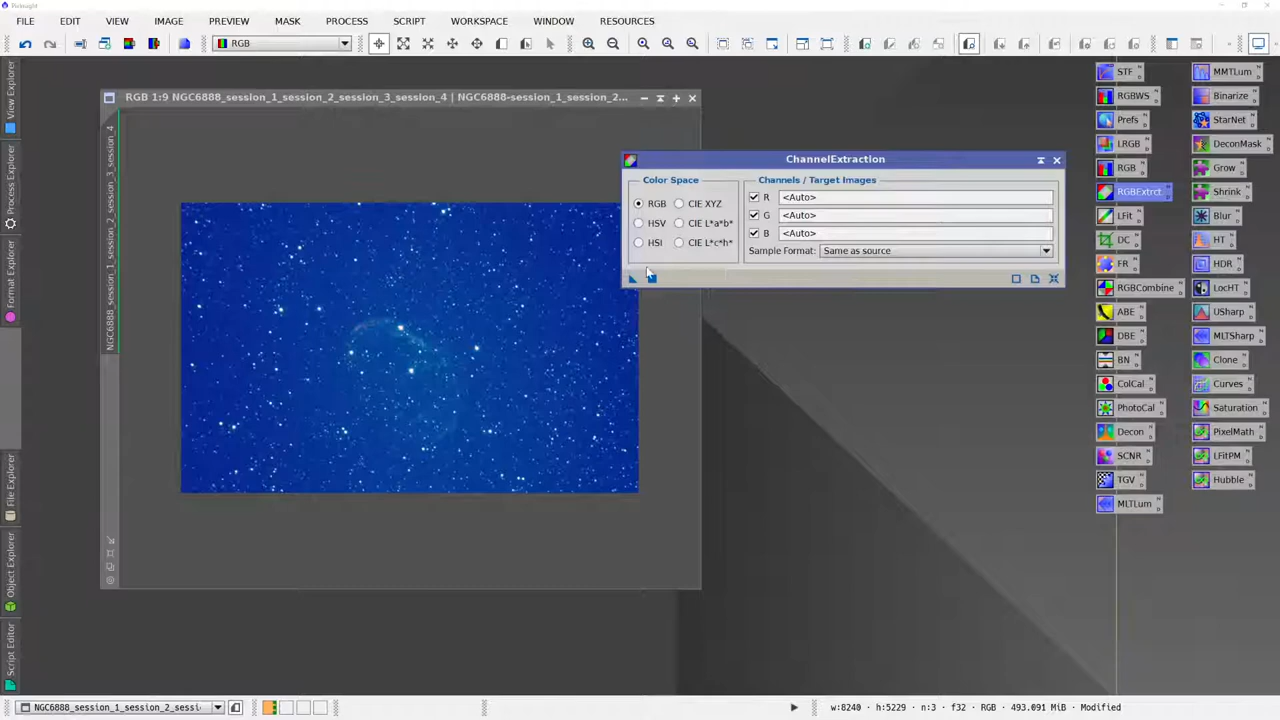 PixInsight
FILE EDIT VIEW IMAGE PREVIEW MASK PROCESS SCRIPT WORKSPACE WINDOW RESOURCES
RGB
View Explorer
Process Explorer
Format Explorer
File Explorer
Object Explorer
Script Editor
RGB 1:9 NGC6888_session_1_session_2_session_3_session_4 | NGC6888-session_1_session_2...
NGC6888_session_1_session_2_session_3_session_4
ChannelExtraction
Color Space
RGB CIE XYZ
HSV CIE L*a*b*
HSI CIE L*c*h*
Channels / Target Images
R <Auto>
G <Auto>
B <Auto>
Sample Format: Same as source
STF MMTLum
RGBWS Binarize
Prefs StarNet
LRGB DeconMask
RGB Grow
RGBExtrct Shrink
LFit Blur
DC HT
FR HDR
RGBCombine LocHT
ABE USharp
DBE MLTSharp
BN Clone
ColCal Curves
PhotoCal Saturation
Decon PixelMath
SCNR LFitPM
TGV Hubble
MLTLum
NGC6888_session_1_session_2_sessi
w:8240 · h:5229 · n:3 · f32 · RGB · 493.091 MiB · Modified